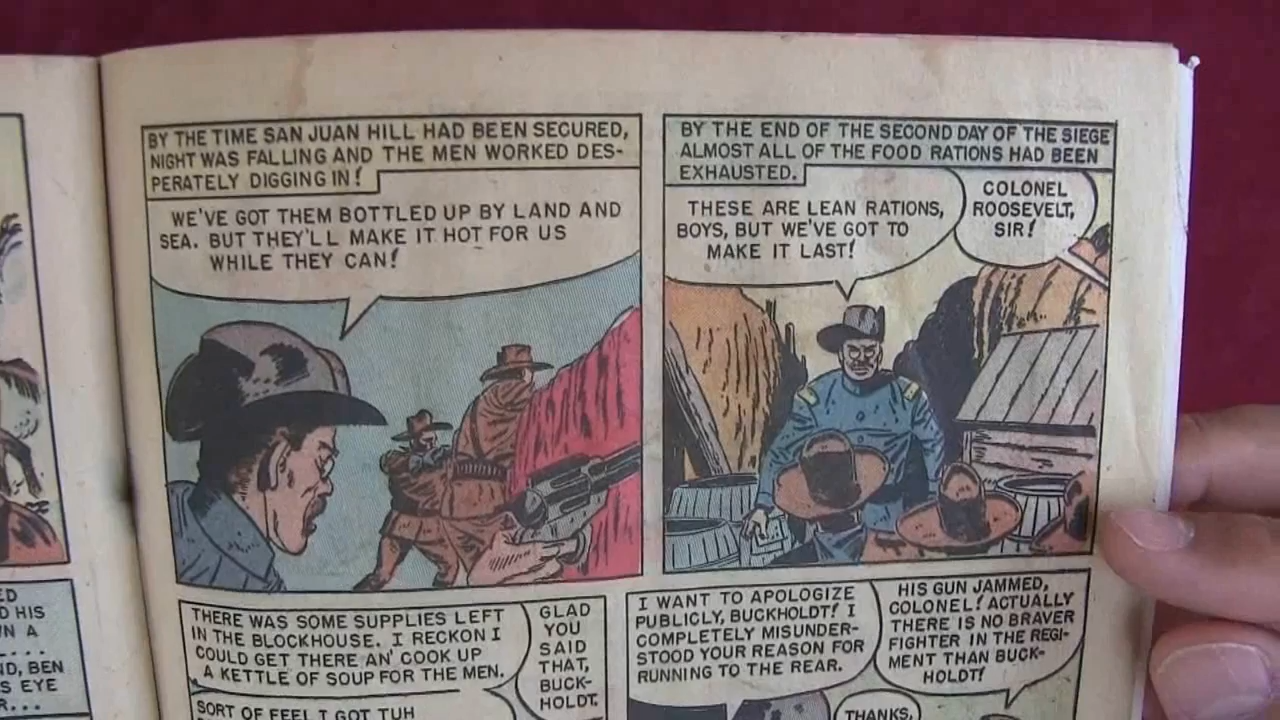 BY THE TIME SAN JUAN HILL HAD BEEN SECURED,
NIGHT WAS FALLING AND THE MEN WORKED DES-
PERATELY DIGGING IN!
WE'VE GOT THEM BOTTLED UP BY LAND AND
SEA. BUT THEY'LL MAKE IT HOT FOR US
WHILE THEY CAN!
BY THE END OF THE SECOND DAY OF THE SIEGE
ALMOST ALL OF THE FOOD RATIONS HAD BEEN
EXHAUSTED.
THESE ARE LEAN RATIONS,
BOYS, BUT WE'VE GOT TO
MAKE IT LAST!
COLONEL
ROOSEVELT,
SIR!
HIS
A
ND, BEN
EYE
THERE WAS SOME SUPPLIES LEFT
IN THE BLOCKHOUSE. I RECKON I
COULD GET THERE AN' COOK UP
A KETTLE OF SOUP FOR THE MEN.
GLAD
YOU
SAID
THAT,
BUCK-
HOLDT.
SORT OF FEEL I GOT TUH
I WANT TO APOLOGIZE
PUBLICLY, BUCKHOLDT! I
COMPLETELY MISUNDER-
STOOD YOUR REASON FOR
RUNNING TO THE REAR.
HIS GUN JAMMED,
COLONEL! ACTUALLY
THERE IS NO BRAVER
FIGHTER IN THE REGI-
MENT THAN BUCK-
HOLDT!
THANKS,